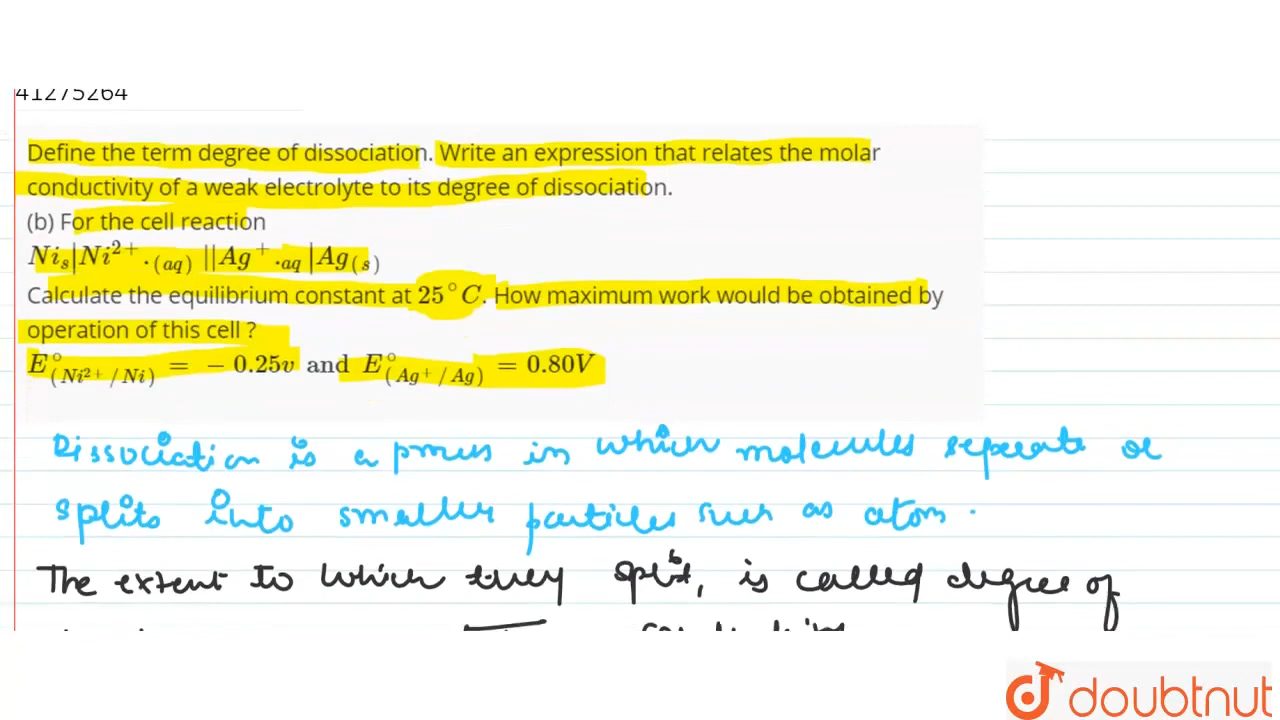 41275264
Define the term degree of dissociation. Write an expression that relates the molar
conductivity of a weak electrolyte to its degree of dissociation.
(b) For the cell reaction
Ni_s|Ni^{2+}._{(aq)} ||Ag^+._{aq} |Ag_{(s)}
Calculate the equilibrium constant at 25°C. How maximum work would be obtained by
operation of this cell ?
E°_{(Ni^{2+}/Ni)} = − 0.25v and E°_{(Ag^+/Ag)} = 0.80V
Dissociation is a process in which molecules seperate or
splits into smaller particles such as atom.
The extent to which they split, is called degree of
doubtnut